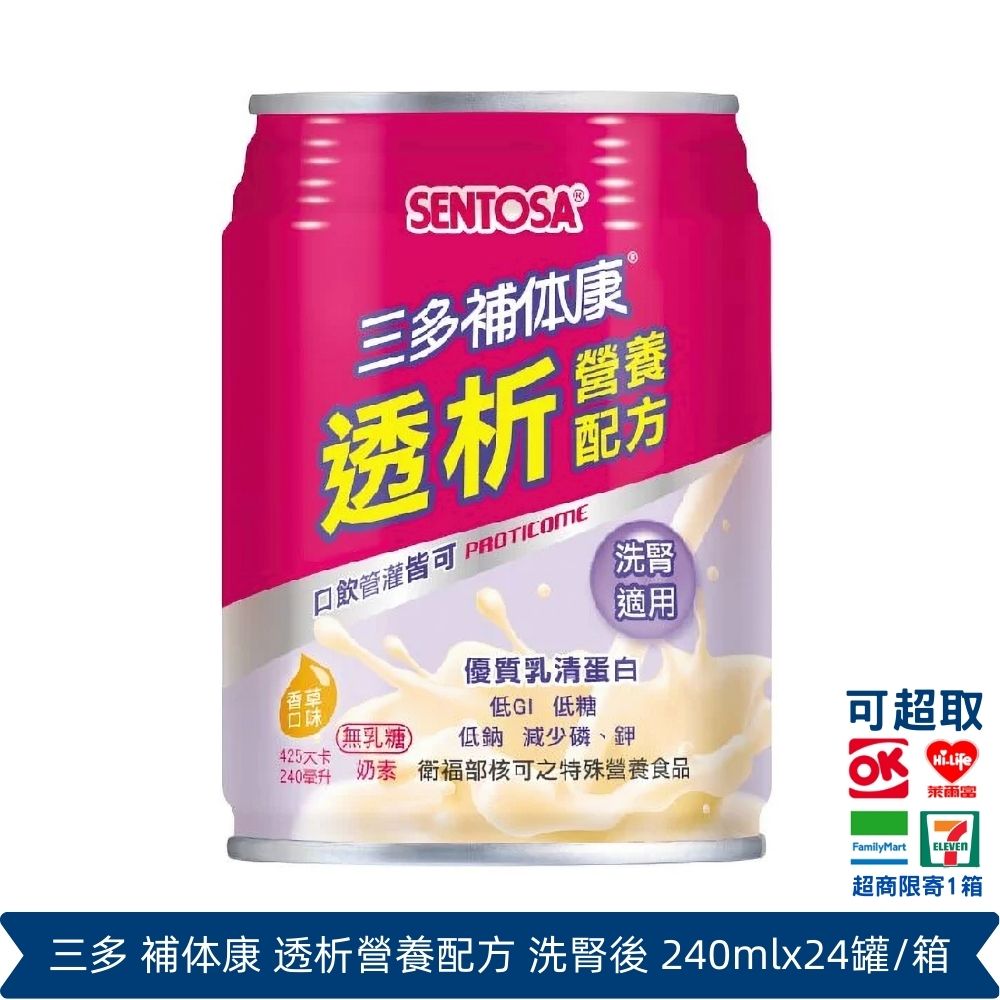 SENTOSA®
三多補体康®
透析營養配方
口飲管灌皆可 PROTICOME
洗腎適用
優質乳清蛋白
低GI 低糖
低鈉 減少磷、鉀
香草口味
無乳糖
425大卡
240毫升
奶素
衛福部核可之特殊營養食品
可超取
OK
Hi-Life
萊爾富
FamilyMart
7
ELEVEn
超商限寄1箱
三多 補体康 透析營養配方 洗腎後 240mlx24罐/箱